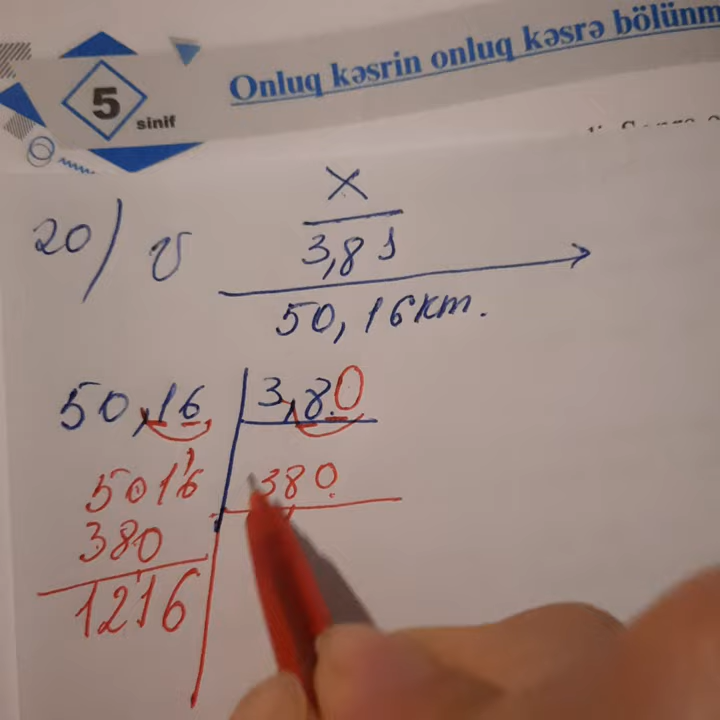 Onluq kəsrin onluq kəsrə bölünm
5
sinif
X
20) v
3,8 s
50,16 km.
50,16 3,80
5016 380
380
1216